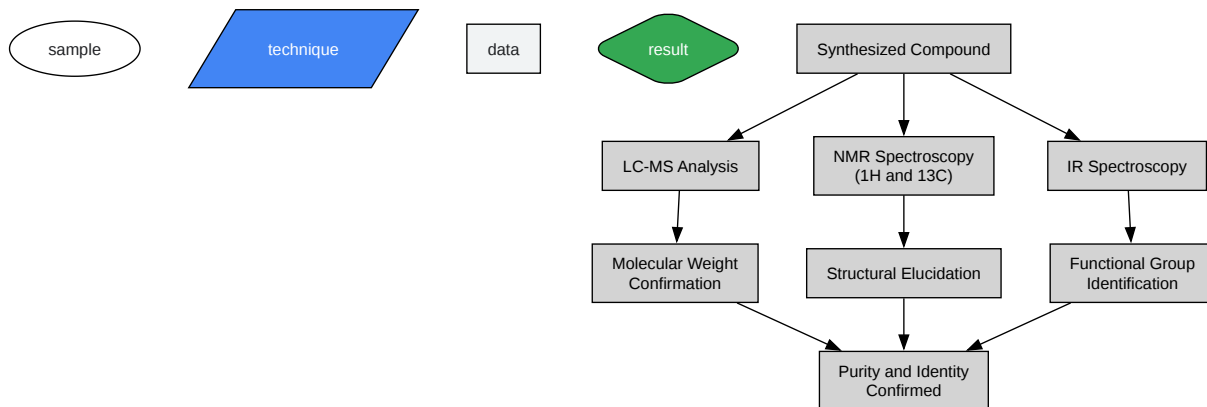 sample
technique
data
result
Synthesized Compound
LC-MS Analysis
NMR Spectroscopy
(1H and 13C)
IR Spectroscopy
Molecular Weight
Confirmation
Structural Elucidation
Functional Group
Identification
Purity and Identity
Confirmed